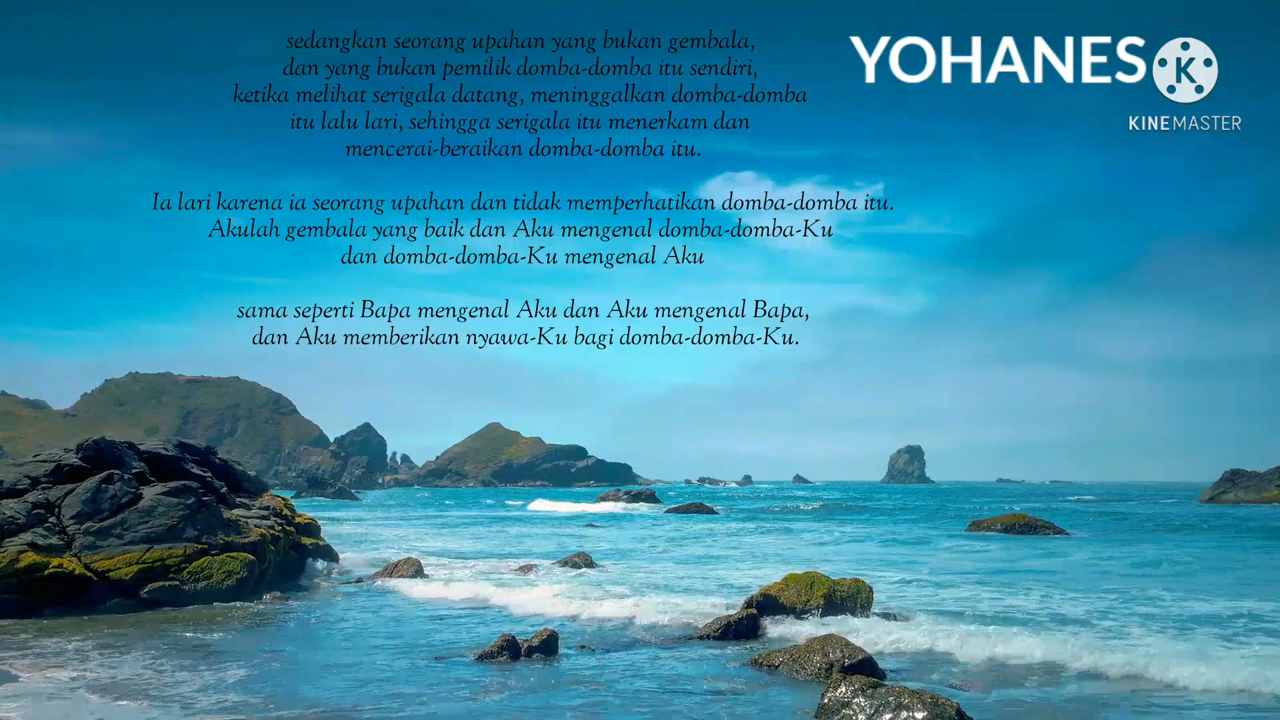 sedangkan seorang upahan yang bukan gembala,
dan yang bukan pemilik domba-domba itu sendiri,
ketika melihat serigala datang, meninggalkan domba-domba
itu lalu lari, sehingga serigala itu menerkam dan
mencerai-beraikan domba-domba itu.
Ia lari karena ia seorang upahan dan tidak memperhatikan domba-domba itu.
Akulah gembala yang baik dan Aku mengenal domba-domba-Ku
dan domba-domba-Ku mengenal Aku
sama seperti Bapa mengenal Aku dan Aku mengenal Bapa,
dan Aku memberikan nyawa-Ku bagi domba-domba-Ku.
YOHANES
K
KINEMASTER